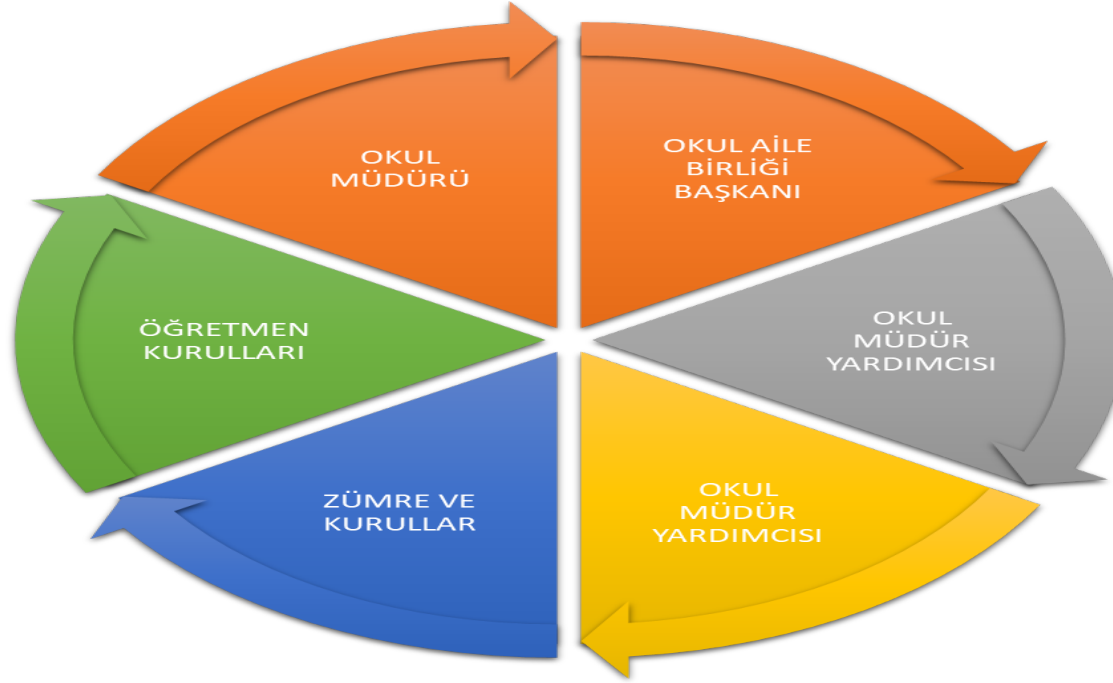 OKUL
MÜDÜRÜ
OKUL AİLE
BİRLİĞİ
BAŞKANI
OKUL
MÜDÜR
YARDIMCISI
OKUL
MÜDÜR
YARDIMCISI
ZÜMRE VE
KURULLAR
ÖĞRETMEN
KURULLARI